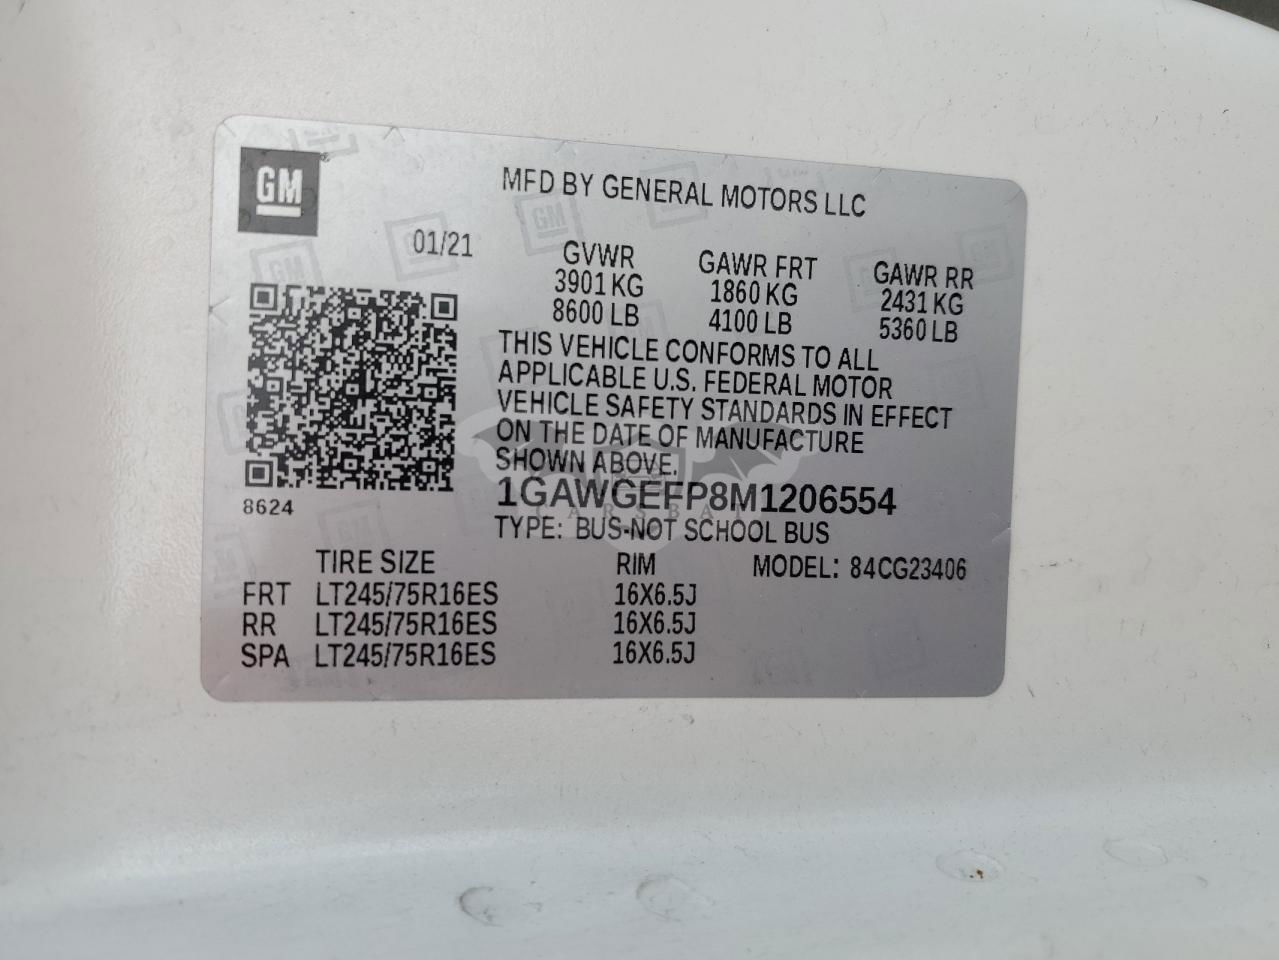 GM
MFD BY GENERAL MOTORS LLC
01/21
GVWR GAWR FRT GAWR RR
3901 KG 1860 KG 2431 KG
8600 LB 4100 LB 5360 LB
THIS VEHICLE CONFORMS TO ALL
APPLICABLE U.S. FEDERAL MOTOR
VEHICLE SAFETY STANDARDS IN EFFECT
ON THE DATE OF MANUFACTURE
SHOWN ABOVE.
8624
1GAWGEFP8M1206554
CARSBAT
TYPE: BUS-NOT SCHOOL BUS
TIRE SIZE RIM MODEL: 84CG23406
FRT LT245/75R16ES 16X6.5J
RR LT245/75R16ES 16X6.5J
SPA LT245/75R16ES 16X6.5J